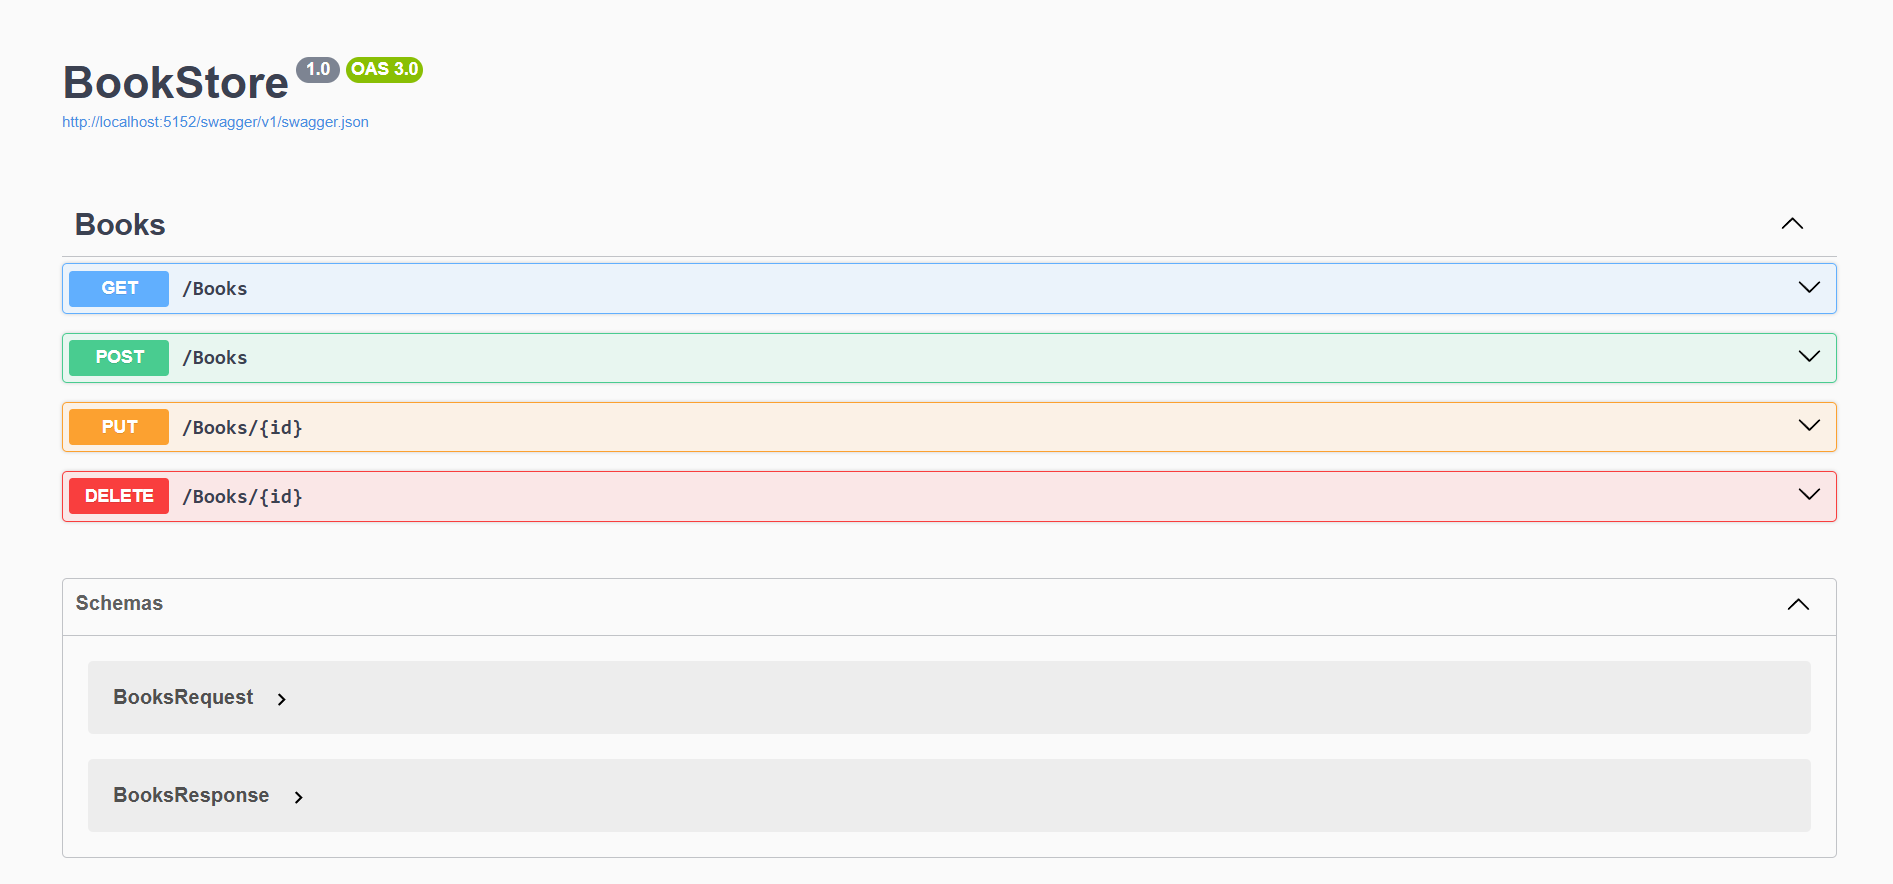 BookStore 1.0 OAS 3.0
http://localhost:5152/swagger/v1/swagger.json
Books
GET /Books
POST /Books
PUT /Books/{id}
DELETE /Books/{id}
Schemas
BooksRequest
BooksResponse